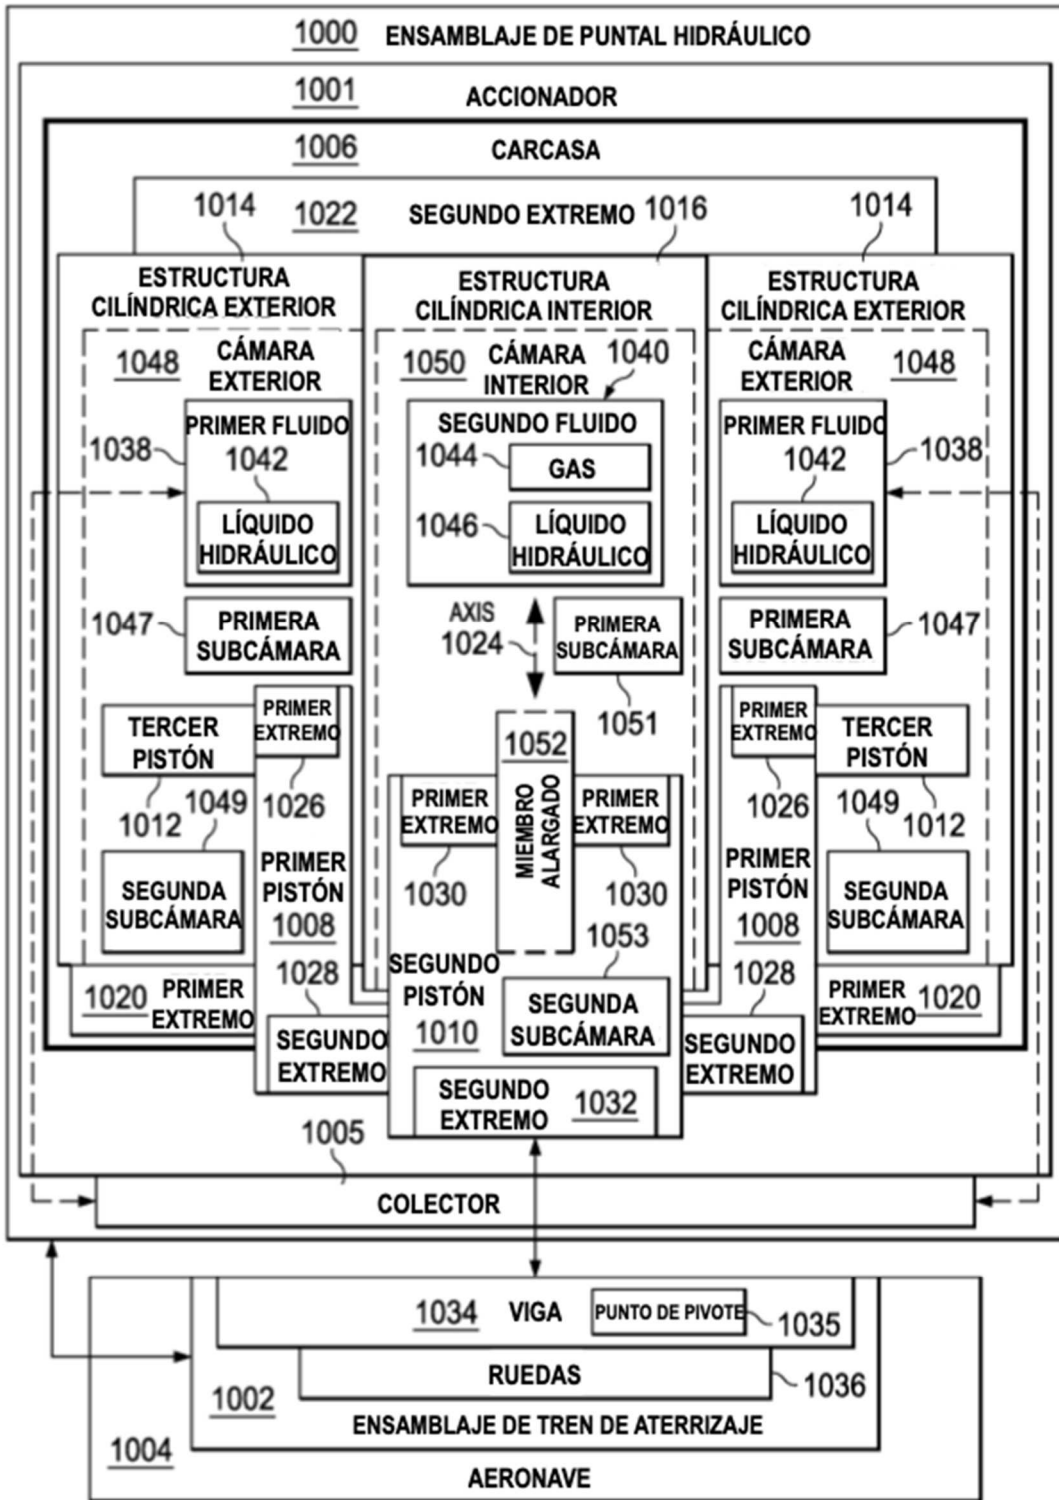 1000 ENSAMBLAJE DE PUNTAL HIDRÁULICO
1001 ACCIONADOR
1006 CARCASA
1014 1022 SEGUNDO EXTREMO 1016 1014
ESTRUCTURA
CILÍNDRICA EXTERIOR
ESTRUCTURA
CILÍNDRICA INTERIOR
ESTRUCTURA
CILÍNDRICA EXTERIOR
1048 CÁMARA
EXTERIOR
PRIMER FLUIDO
1038
1042
LÍQUIDO
HIDRÁULICO
1047 PRIMERA
SUBCÁMARA
TERCER
PISTÓN
1012
PRIMER
EXTREMO
1026
1049
SEGUNDA
SUBCÁMARA
PRIMER
PISTÓN
1008
1028
1020 PRIMER
EXTREMO
SEGUNDO
EXTREMO
1050 CÁMARA
INTERIOR
1040
SEGUNDO FLUIDO
1044 GAS
1046 LÍQUIDO
HIDRÁULICO
AXIS
1024
PRIMERA
SUBCÁMARA
1051
1052
MIEMBRO
ALARGADO
PRIMER
EXTREMO
1030
PRIMER
EXTREMO
1030
SEGUNDO
PISTÓN
1010
1053
SEGUNDA
SUBCÁMARA
SEGUNDO
EXTREMO
1032
CÁMARA
EXTERIOR
1048
PRIMER FLUIDO
1042
1038
LÍQUIDO
HIDRÁULICO
PRIMERA
SUBCÁMARA
1047
PRIMER
EXTREMO
1026
TERCER
PISTÓN
1012
1049
PRIMER
PISTÓN
1008
SEGUNDA
SUBCÁMARA
1028
SEGUNDO
EXTREMO
PRIMER
EXTREMO
1020
1005
COLECTOR
1034 VIGA PUNTO DE PIVOTE 1035
RUEDAS 1036
1002
ENSAMBLAJE DE TREN DE ATERRIZAJE
1004
AERONAVE